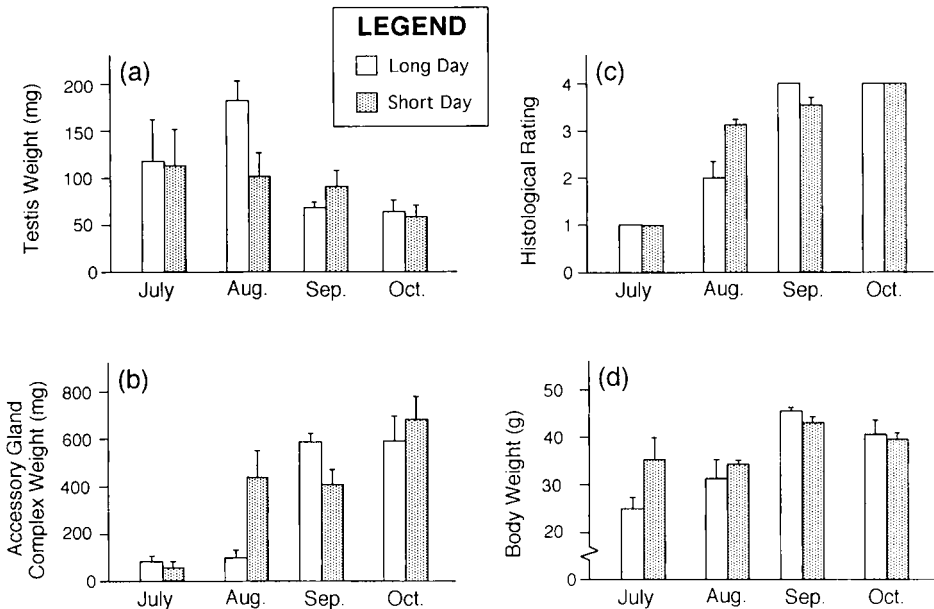 LEGEND
Long Day
Short Day
(a)
Testis Weight (mg)
200
150
100
50
0
July
Aug.
Sep.
Oct.
(c)
Histological Rating
4
3
2
1
0
July
Aug.
Sep.
Oct.
(b)
Accessory Gland
Complex Weight (mg)
800
600
400
200
0
July
Aug.
Sep.
Oct.
(d)
Body Weight (g)
50
40
30
20
0
July
Aug.
Sep.
Oct.